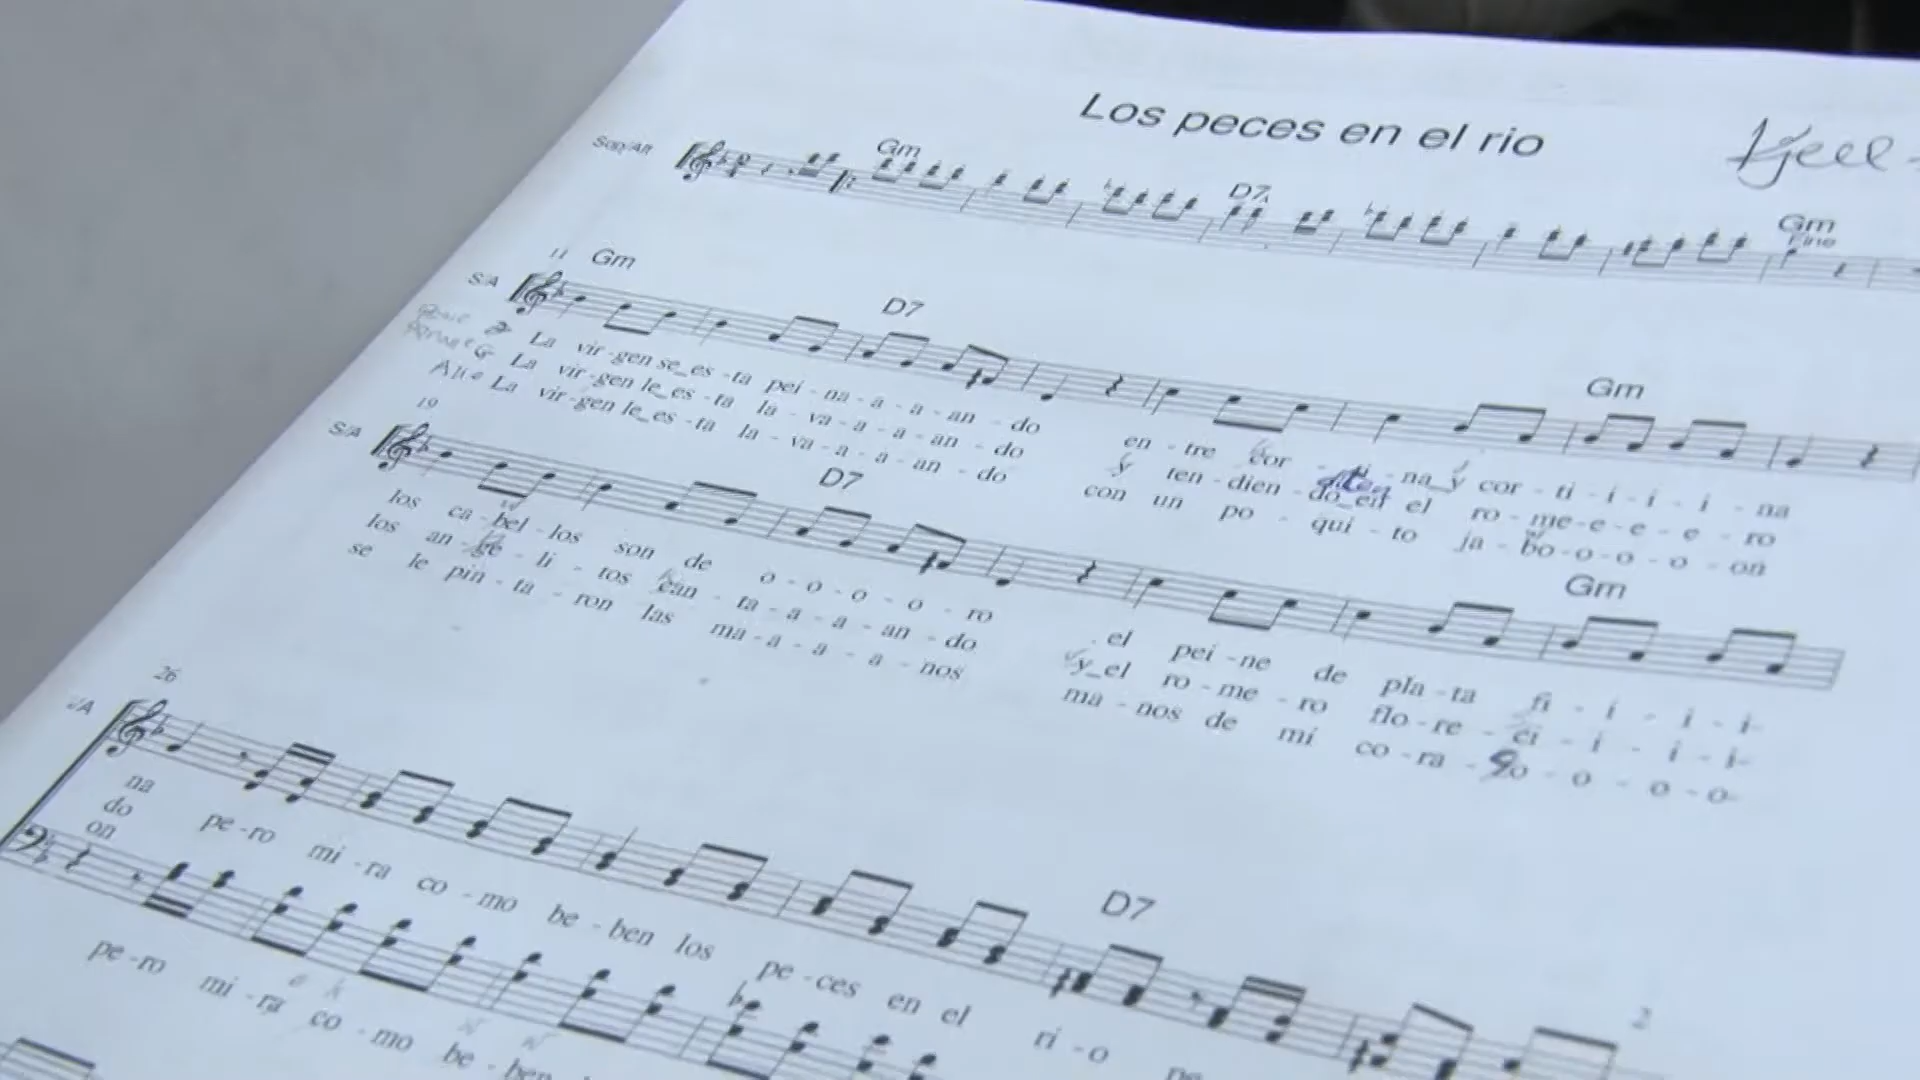 Los peces en el rio
Kjell
Sop/Alt
Gm
D7
Gm
Fine
11
Gm
D7
Gm
S/A
La vir-gen se_es-ta pei-na-a-a-an-do en-tre cor-ti-na_y cor-ti-i-i-i-na
La vir-gen le_es-ta la-va-a-a-an-do y ten-dien-do_en el ro-me-e-e-e-ro
Alle La vir-gen le_es-ta la-va-a-a-an-do con un po-qui-to ja-bo-o-o-o-on
19
D7
Gm
S/A
los ca-bel-los son de o-o-o-o-ro el pei-ne de pla-ta fi-i-i-i-
los an-ge-li-tos can-ta-a-a-an-do y_el ro-me-ro flo-re-ci-i-i-i-
se le pin-ta-ron las ma-a-a-a-nos ma-nos de mi co-ra-zo-o-o-o-
26
/A
D7
na pe-ro mi-ra co-mo be-ben los pe-ces en el ri-o
do
on
2
pe-ro mi-ra co-mo be-ben